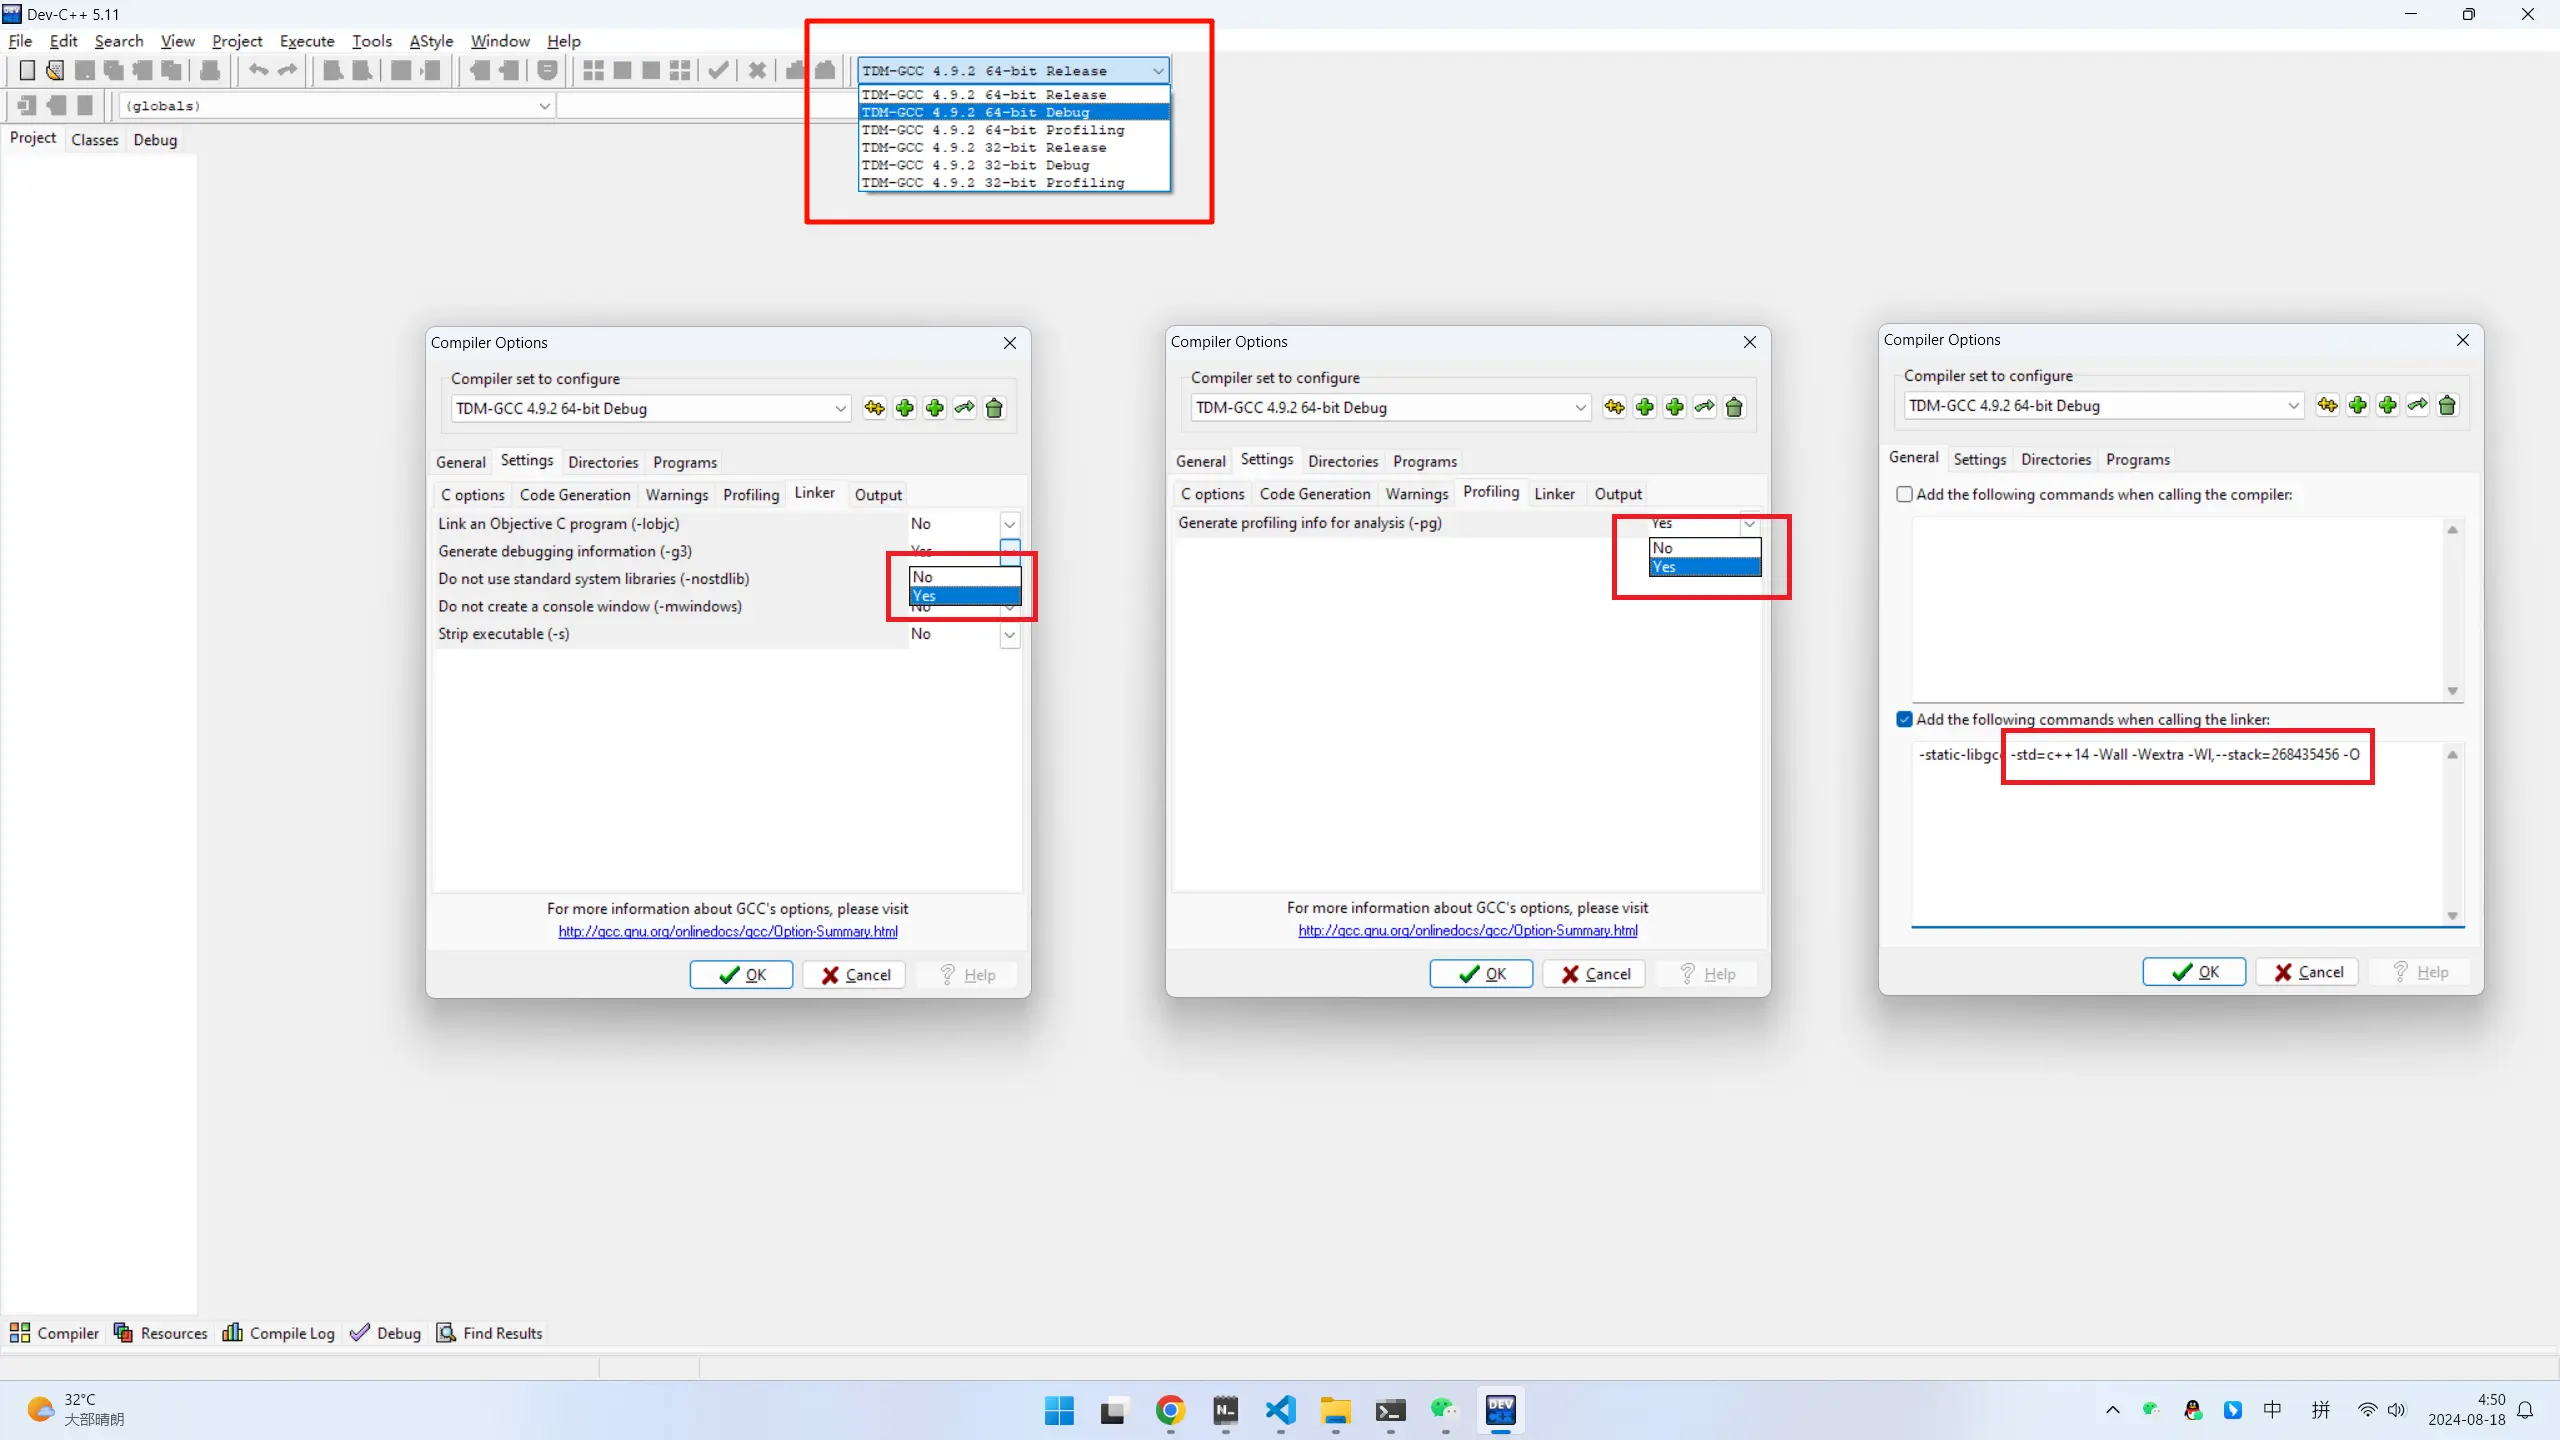 Dev-C++ 5.11
File Edit Search View Project Execute Tools AStyle Window Help
TDM-GCC 4.9.2 64-bit Release
(globals)
TDM-GCC 4.9.2 64-bit Release
TDM-GCC 4.9.2 64-bit Debug
TDM-GCC 4.9.2 64-bit Profiling
TDM-GCC 4.9.2 32-bit Release
TDM-GCC 4.9.2 32-bit Debug
TDM-GCC 4.9.2 32-bit Profiling
Project Classes Debug
Compiler Options
Compiler set to configure
TDM-GCC 4.9.2 64-bit Debug
General Settings Directories Programs
C options Code Generation Warnings Profiling Linker Output
Link an Objective C program (-lobjc) No
Generate debugging information (-g3) Yes
No
Do not use standard system libraries (-nostdlib)
Yes
Do not create a console window (-mwindows) No
Strip executable (-s) No
For more information about GCC's options, please visit
http://gcc.gnu.org/onlinedocs/gcc/Option-Summary.html
OK Cancel Help
Compiler Options
Compiler set to configure
TDM-GCC 4.9.2 64-bit Debug
General Settings Directories Programs
C options Code Generation Warnings Profiling Linker Output
Generate profiling info for analysis (-pg) Yes
No
Yes
For more information about GCC's options, please visit
http://gcc.gnu.org/onlinedocs/gcc/Option-Summary.html
OK Cancel Help
Compiler Options
Compiler set to configure
TDM-GCC 4.9.2 64-bit Debug
General Settings Directories Programs
Add the following commands when calling the compiler:
Add the following commands when calling the linker:
-static-libgcc -std=c++14 -Wall -Wextra -Wl,--stack=268435456 -O
OK Cancel Help
Compiler Resources Compile Log Debug Find Results
32°C
大部晴朗
DEV
中 拼
4:50
2024-08-18